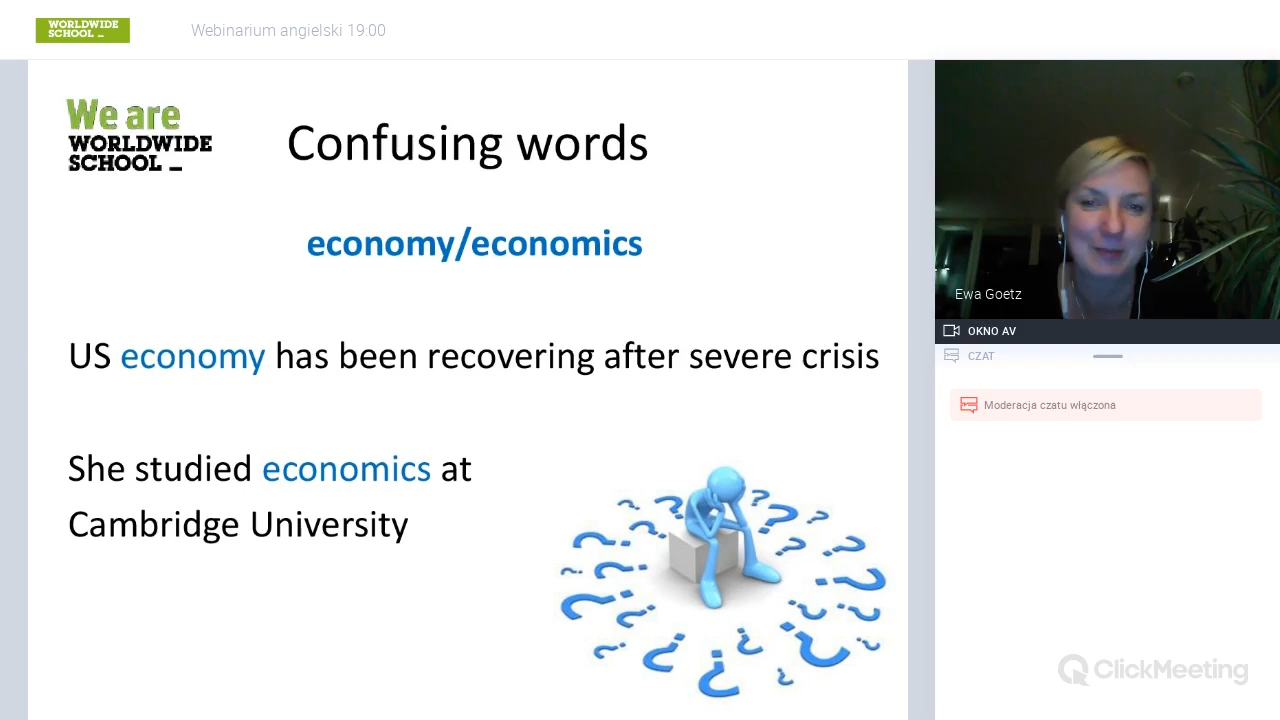 WORLDWIDE
SCHOOL _
Webinarium angielski 19:00
We are
WORLDWIDE
SCHOOL _
Confusing words
economy/economics
US economy has been recovering after severe crisis
She studied economics at
Cambridge University
Ewa Goetz
OKNO AV
CZAT
Moderacja czatu włączona
ClickMeeting